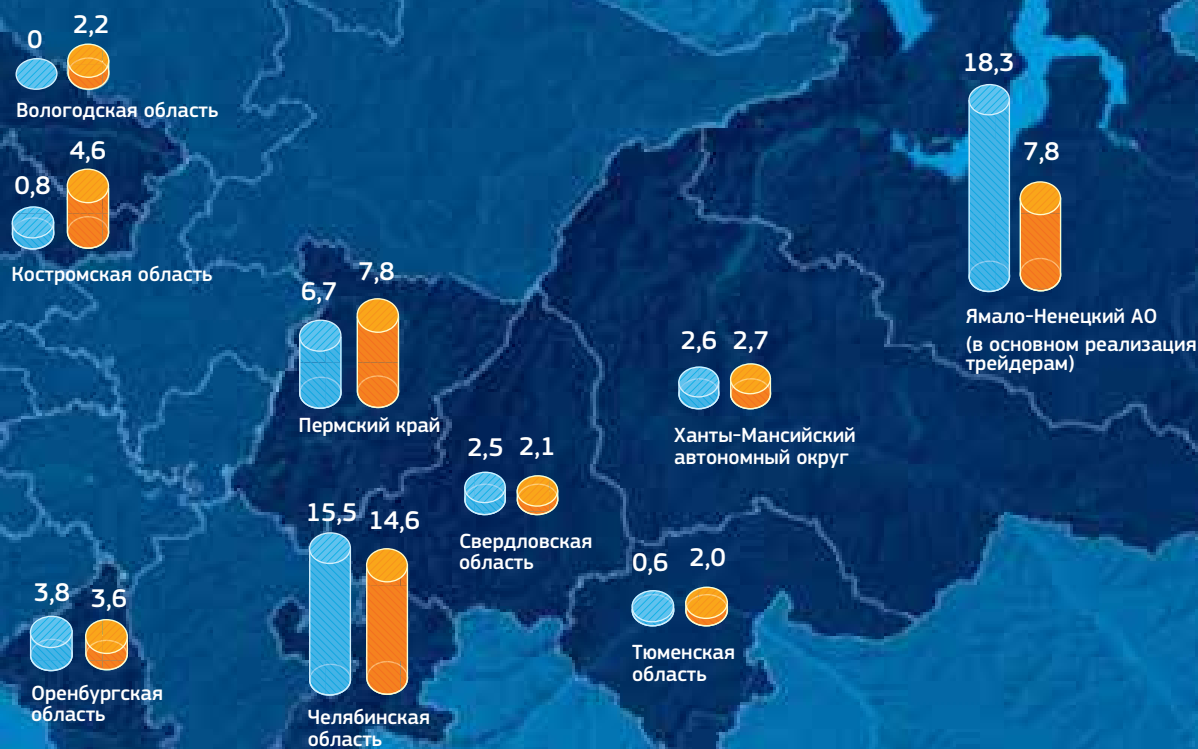 0 2,2
Вологодская область
0,8 4,6
Костромская область
6,7 7,8
Пермский край
18,3 7,8
Ямало-Ненецкий АО
(в основном реализация
трейдерам)
2,6 2,7
Ханты-Мансийский
автономный округ
2,5 2,1
Свердловская
область
15,5 14,6
Челябинская
область
0,6 2,0
Тюменская
область
3,8 3,6
Оренбургская
область